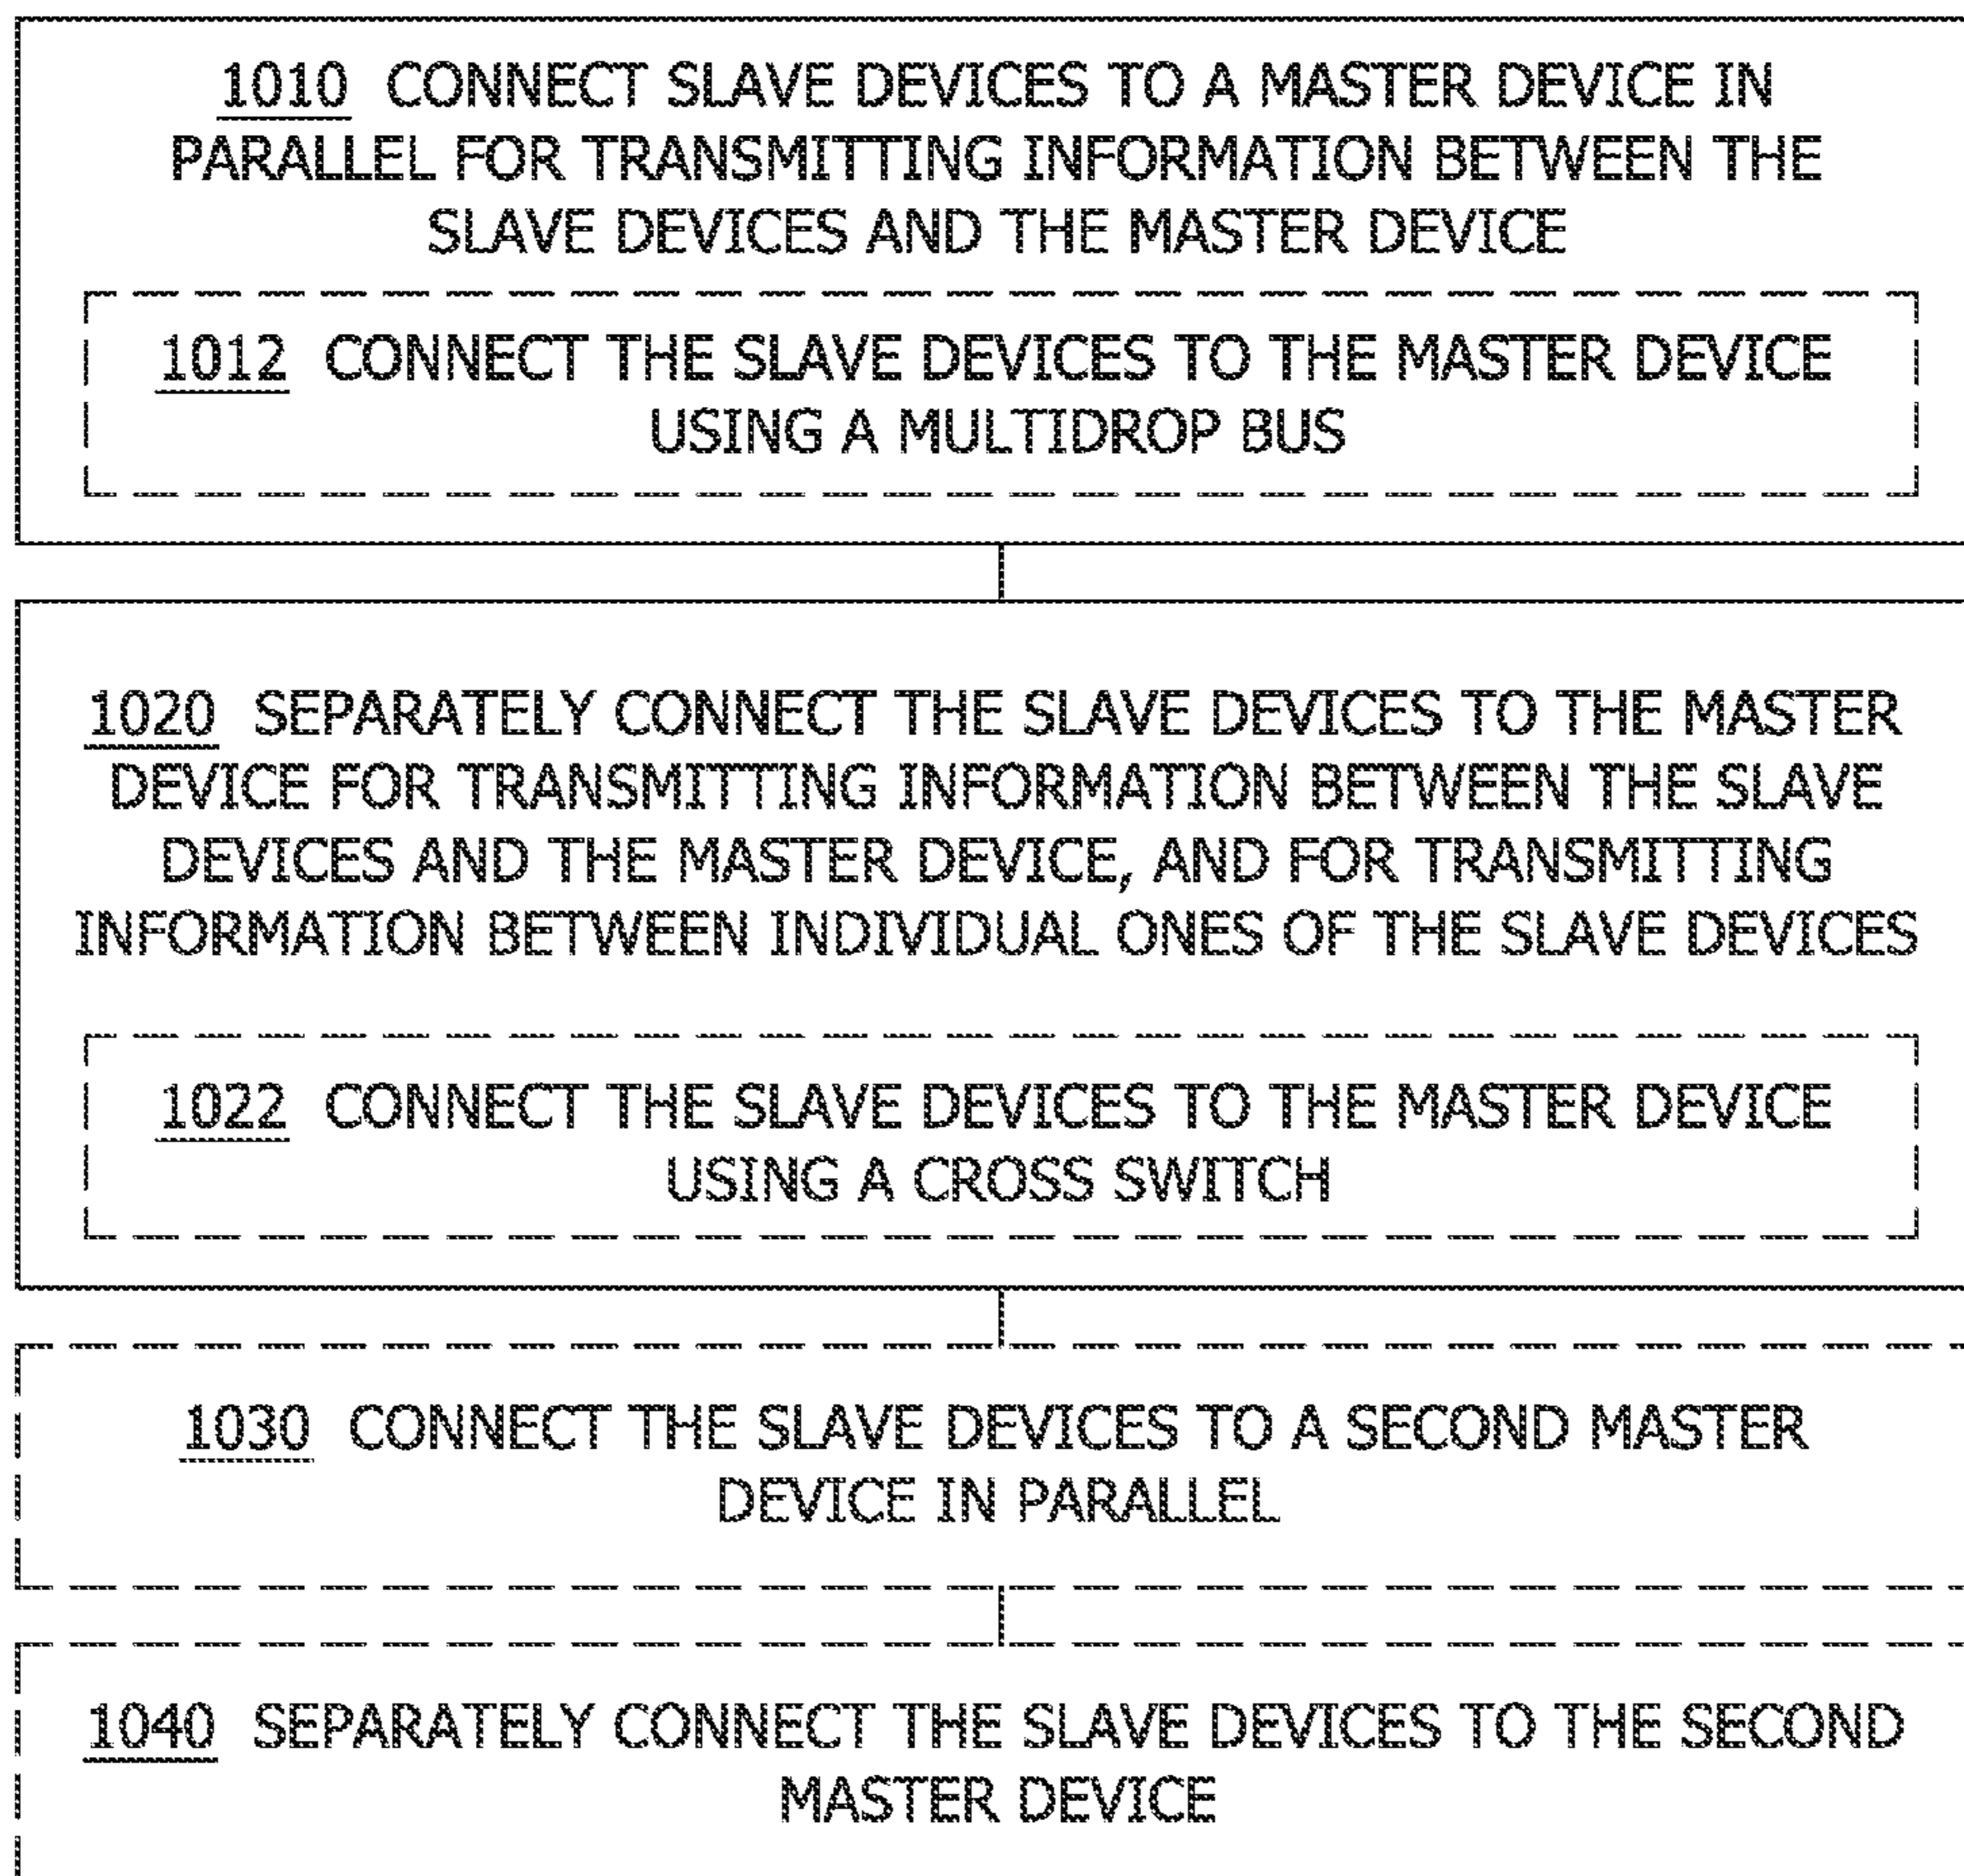 1010 CONNECT SLAVE DEVICES TO A MASTER DEVICE IN
PARALLEL FOR TRANSMITTING INFORMATION BETWEEN THE
SLAVE DEVICES AND THE MASTER DEVICE
1012 CONNECT THE SLAVE DEVICES TO THE MASTER DEVICE
USING A MULTIDROP BUS
1020 SEPARATELY CONNECT THE SLAVE DEVICES TO THE MASTER
DEVICE FOR TRANSMITTING INFORMATION BETWEEN THE SLAVE
DEVICES AND THE MASTER DEVICE, AND FOR TRANSMITTING
INFORMATION BETWEEN INDIVIDUAL ONES OF THE SLAVE DEVICES
1022 CONNECT THE SLAVE DEVICES TO THE MASTER DEVICE
USING A CROSS SWITCH
1030 CONNECT THE SLAVE DEVICES TO A SECOND MASTER
DEVICE IN PARALLEL
1040 SEPARATELY CONNECT THE SLAVE DEVICES TO THE SECOND
MASTER DEVICE